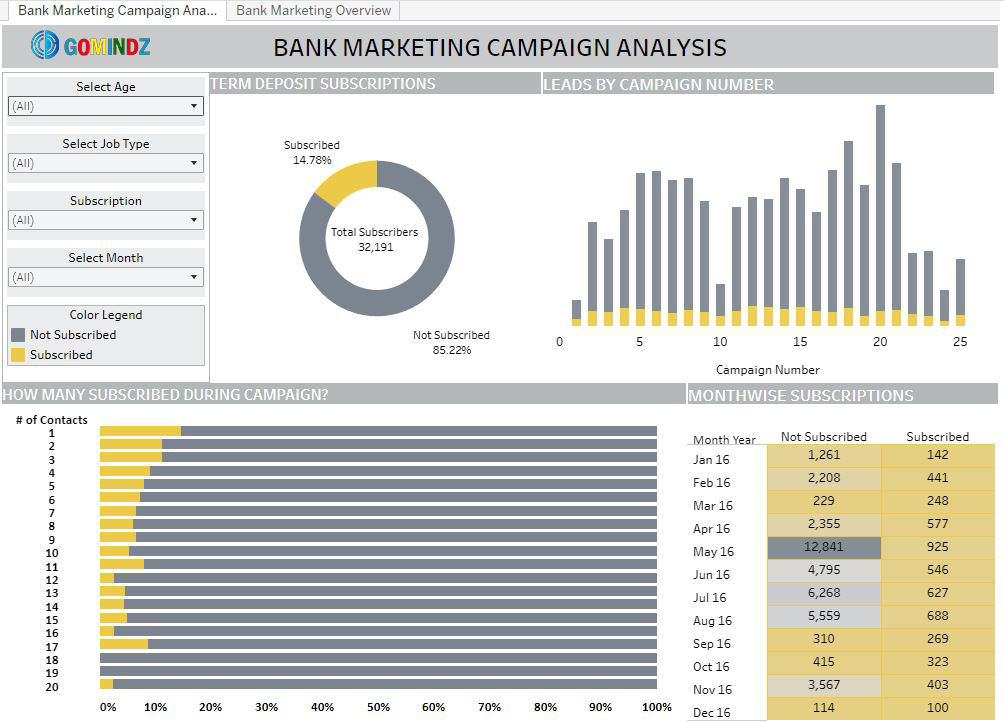 Bank Marketing Campaign Ana...
Bank Marketing Overview
GOMINDZ
BANK MARKETING CAMPAIGN ANALYSIS
Select Age
(All)
Select Job Type
(All)
Subscription
(All)
Select Month
(All)
Color Legend
Not Subscribed
Subscribed
TERM DEPOSIT SUBSCRIPTIONS
Subscribed
14.78%
Total Subscribers
32,191
Not Subscribed
85.22%
LEADS BY CAMPAIGN NUMBER
0 5 10 15 20 25
Campaign Number
HOW MANY SUBSCRIBED DURING CAMPAIGN?
# of Contacts
1
2
3
4
5
6
7
8
9
10
11
12
13
14
15
16
17
18
19
20
0% 10% 20% 30% 40% 50% 60% 70% 80% 90% 100%
MONTHWISE SUBSCRIPTIONS
Month Year Not Subscribed Subscribed
Jan 16 1,261 142
Feb 16 2,208 441
Mar 16 229 248
Apr 16 2,355 577
May 16 12,841 925
Jun 16 4,795 546
Jul 16 6,268 627
Aug 16 5,559 688
Sep 16 310 269
Oct 16 415 323
Nov 16 3,567 403
Dec 16 114 100